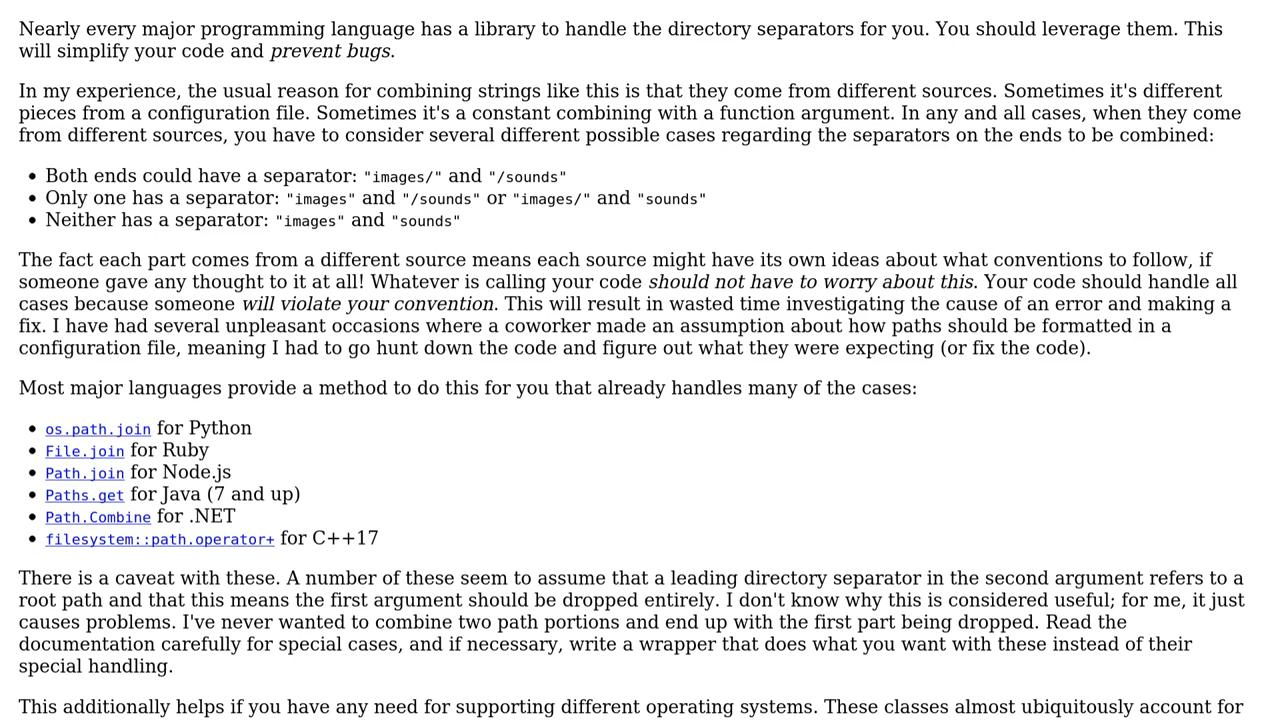 Nearly every major programming language has a library to handle the directory separators for you. You should leverage them. This
will simplify your code and prevent bugs.
In my experience, the usual reason for combining strings like this is that they come from different sources. Sometimes it's different
pieces from a configuration file. Sometimes it's a constant combining with a function argument. In any and all cases, when they come
from different sources, you have to consider several different possible cases regarding the separators on the ends to be combined:
• Both ends could have a separator: "images/" and "/sounds"
• Only one has a separator: "images" and "/sounds" or "images/" and "sounds"
• Neither has a separator: "images" and "sounds"
The fact each part comes from a different source means each source might have its own ideas about what conventions to follow, if
someone gave any thought to it at all! Whatever is calling your code should not have to worry about this. Your code should handle all
cases because someone will violate your convention. This will result in wasted time investigating the cause of an error and making a
fix. I have had several unpleasant occasions where a coworker made an assumption about how paths should be formatted in a
configuration file, meaning I had to go hunt down the code and figure out what they were expecting (or fix the code).
Most major languages provide a method to do this for you that already handles many of the cases:
• os.path.join for Python
• File.join for Ruby
• Path.join for Node.js
• Paths.get for Java (7 and up)
• Path.Combine for .NET
• filesystem::path.operator+ for C++17
There is a caveat with these. A number of these seem to assume that a leading directory separator in the second argument refers to a
root path and that this means the first argument should be dropped entirely. I don't know why this is considered useful; for me, it just
causes problems. I've never wanted to combine two path portions and end up with the first part being dropped. Read the
documentation carefully for special cases, and if necessary, write a wrapper that does what you want with these instead of their
special handling.
This additionally helps if you have any need for supporting different operating systems. These classes almost ubiquitously account for